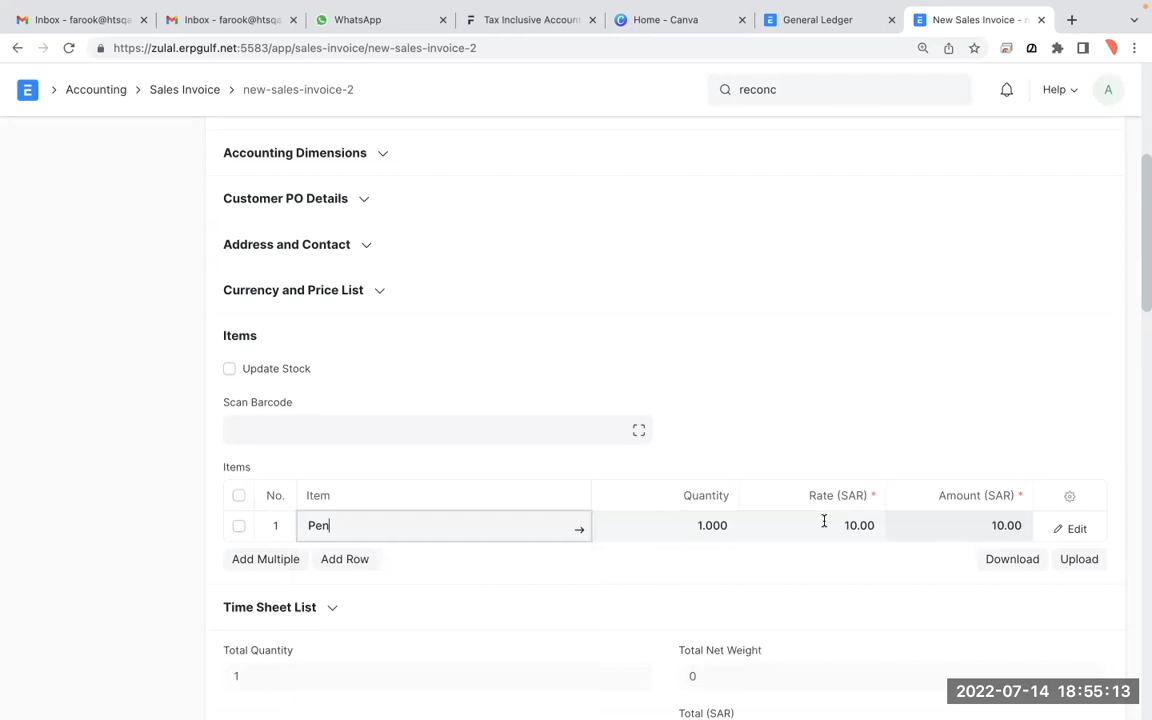 Inbox - farook@htsqa
Inbox - farook@htsqa
WhatsApp
Tax Inclusive Accoun
Home - Canva
General Ledger
New Sales Invoice - n
https://zulal.erpgulf.net:5583/app/sales-invoice/new-sales-invoice-2
E
Accounting
Sales Invoice
new-sales-invoice-2
reconc
Help
A
Accounting Dimensions
Customer PO Details
Address and Contact
Currency and Price List
Items
Update Stock
Scan Barcode
Items
No. Item Quantity Rate (SAR) * Amount (SAR) *
1 Pen 1.000 10.00 10.00 Edit
Add Multiple Add Row Download Upload
Time Sheet List
Total Quantity Total Net Weight
1 0
2022-07-14 18:55:13
Total (SAR)